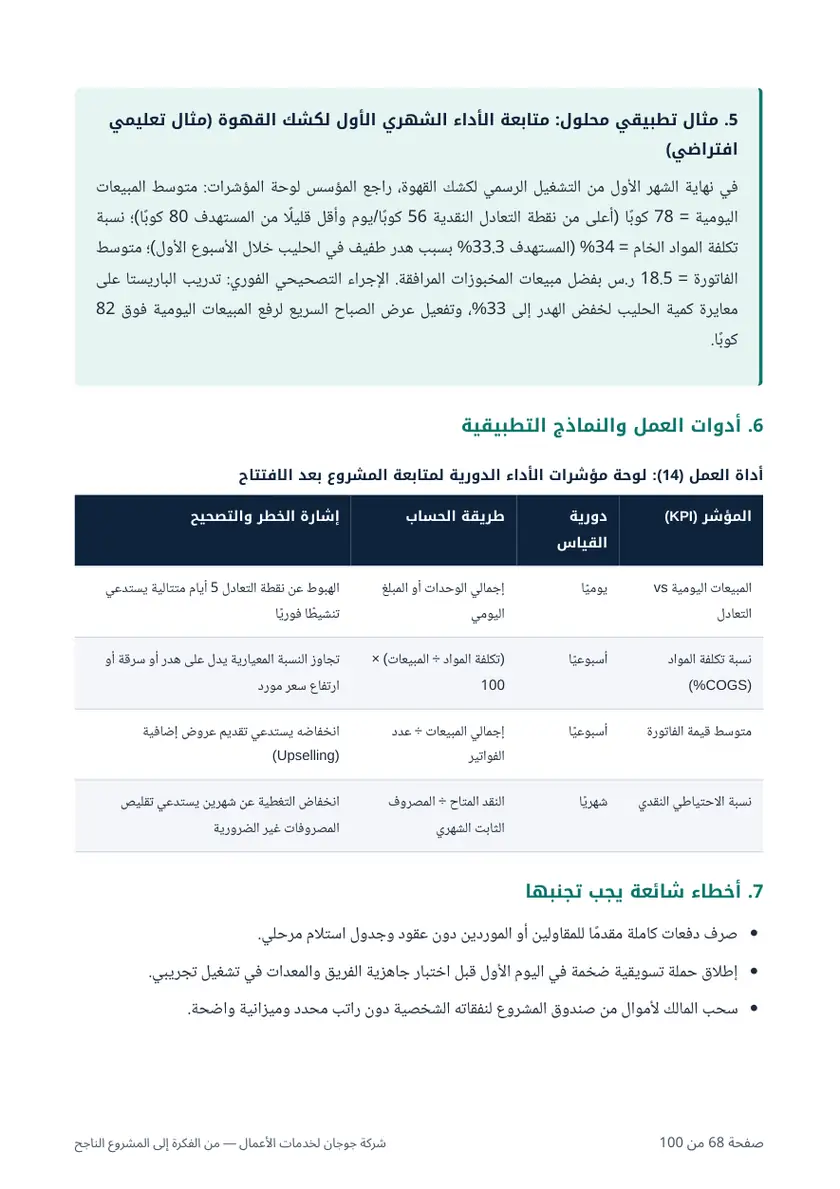 5. مثال تطبيقي محلول: متابعة الأداء الشهري الأول لكشك القهوة (مثال تعليمي
افتراضي)
في نهاية الشهر الأول من التشغيل الرسمي لكشك القهوة، راجع المؤسس لوحة المؤشرات: متوسط المبيعات
اليومية = 78 كوبًا (أعلى من نقطة التعادل النقدية 56 كوبًا/يوم وأقل قليلًا من المستهدف 80 كوبًا)؛ نسبة
تكلفة المواد الخام = 34% (المستهدف 33.3% بسبب هدر طفيف في الحليب خلال الأسبوع الأول)؛ متوسط
الفاتورة = 18.5 ر.س بفضل مبيعات المخبوزات المرافقة. الإجراء التصحيحي الفوري: تدريب الباريستا على
معايرة كمية الحليب لخفض الهدر إلى 33%، وتفعيل عرض الصباح السريع لرفع المبيعات اليومية فوق 82
كوبًا.
6. أدوات العمل والنماذج التطبيقية
أداة العمل (14): لوحة مؤشرات الأداء الدورية لمتابعة المشروع بعد الافتتاح
المؤشر (KPI)
دورية
القياس
طريقة الحساب
إشارة الخطر والتصحيح
المبيعات اليومية vs
التعادل
يوميًا
إجمالي الوحدات أو المبلغ
اليومي
الهبوط عن نقطة التعادل 5 أيام متتالية يستدعي
تنشيطًا فوريًا
نسبة تكلفة المواد
(COGS%)
أسبوعيًا
(تكلفة المواد ÷ المبيعات) ×
100
تجاوز النسبة المعيارية يدل على هدر أو سرقة أو
ارتفاع سعر مورد
متوسط قيمة الفاتورة
أسبوعيًا
إجمالي المبيعات ÷ عدد
الفواتير
انخفاضه يستدعي تقديم عروض إضافية
(Upselling)
نسبة الاحتياطي النقدي
شهريًا
النقد المتاح ÷ المصروف
الثابت الشهري
انخفاض التغطية عن شهرين يستدعي تقليص
المصروفات غير الضرورية
7. أخطاء شائعة يجب تجنبها
• صرف دفعات كاملة مقدمًا للمقاولين أو الموردين دون عقود وجدول استلام مرحلي.
• إطلاق حملة تسويقية ضخمة في اليوم الأول قبل اختبار جاهزية الفريق والمعدات في تشغيل تجريبي.
• سحب المالك لأموال من صندوق المشروع لنفقاته الشخصية دون راتب محدد وميزانية واضحة.
صفحة 68 من 100
شركة جوجان لخدمات الأعمال — من الفكرة إلى المشروع الناجح